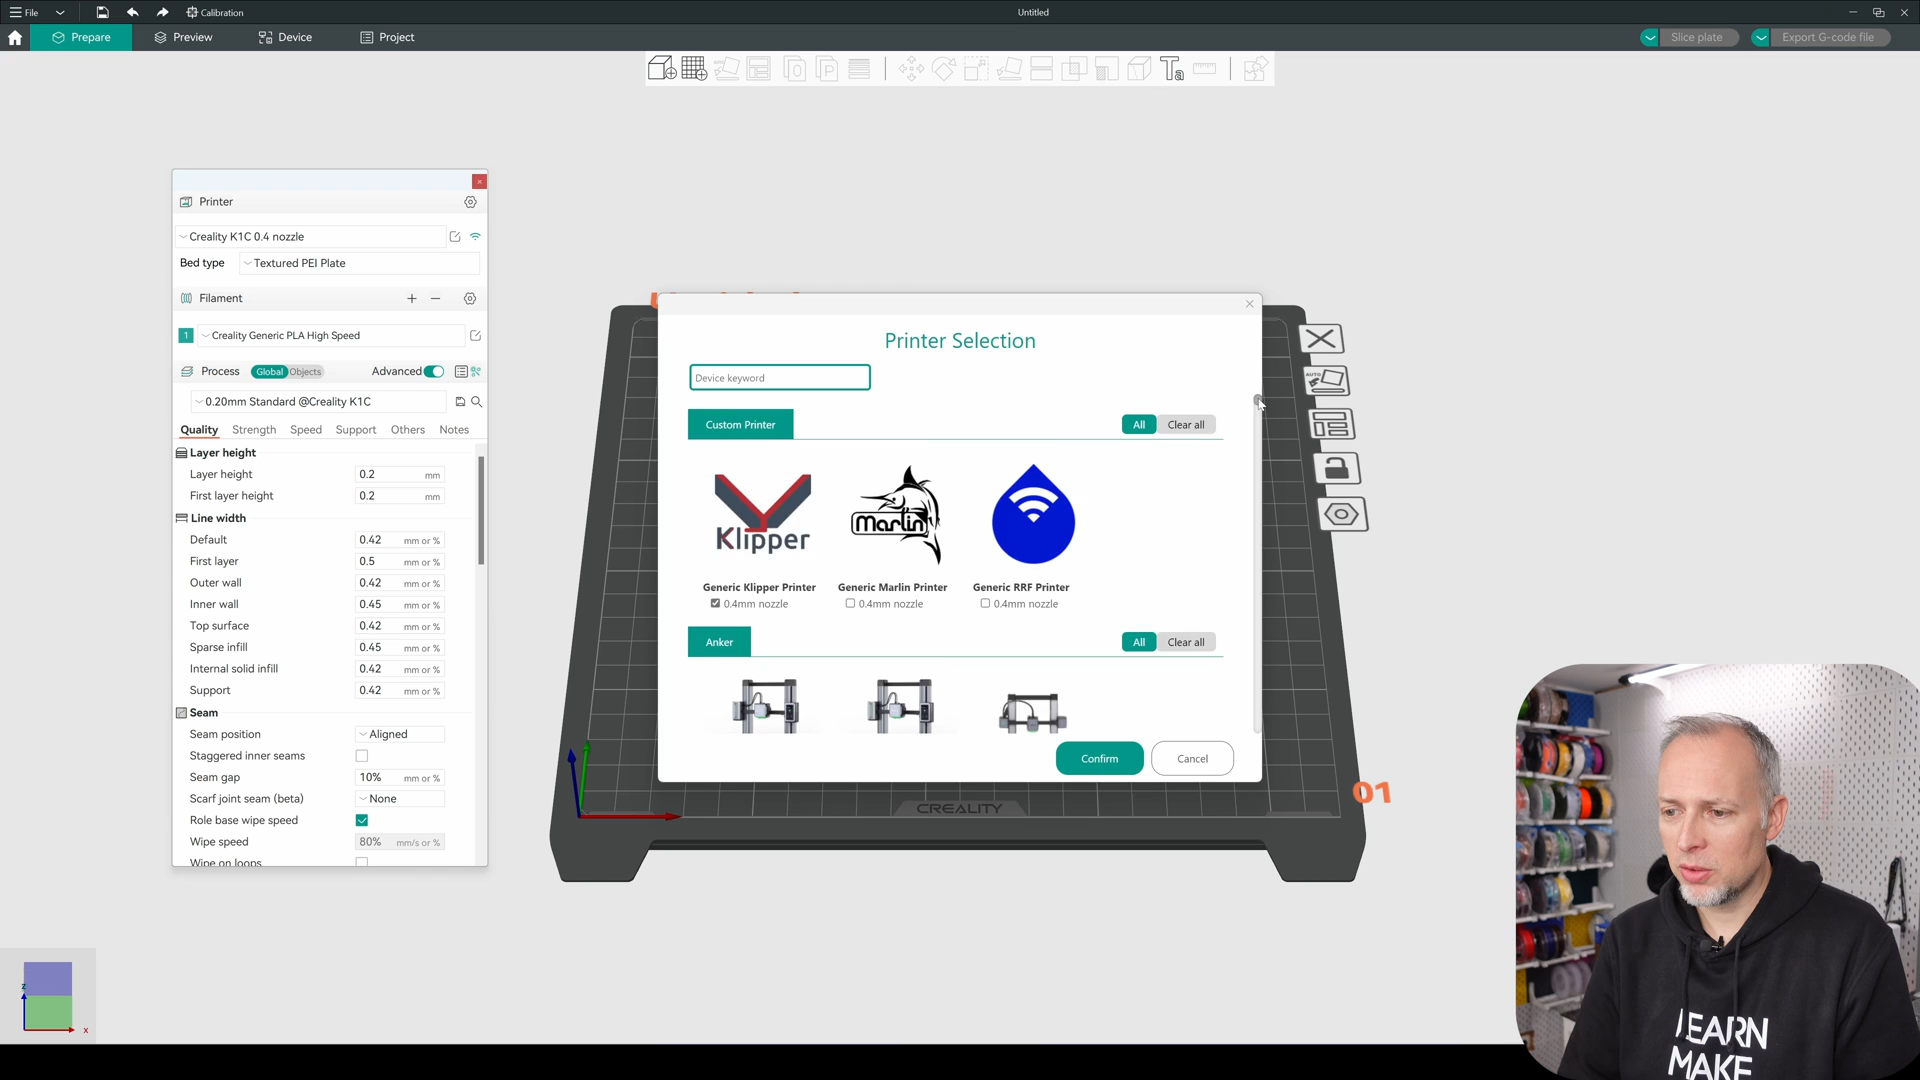 File
Calibration
Untitled
Prepare
Preview
Device
Project
Slice plate
Export G-code file
Printer
Creality K1C 0.4 nozzle
Bed type
Textured PEI Plate
Filament
1
Creality Generic PLA High Speed
Process
Global
Objects
Advanced
0.20mm Standard @Creality K1C
Quality
Strength
Speed
Support
Others
Notes
Layer height
Layer height 0.2 mm
First layer height 0.2 mm
Line width
Default 0.42 mm or %
First layer 0.5 mm or %
Outer wall 0.42 mm or %
Inner wall 0.45 mm or %
Top surface 0.42 mm or %
Sparse infill 0.45 mm or %
Internal solid infill 0.42 mm or %
Support 0.42 mm or %
Seam
Seam position Aligned
Staggered inner seams
Seam gap 10% mm or %
Scarf joint seam (beta) None
Role base wipe speed
Wipe speed 80% mm/s or %
Wipe on loops
Printer Selection
Device keyword
Custom Printer
All
Clear all
Klipper
Marlin
Generic Klipper Printer
0.4mm nozzle
Generic Marlin Printer
0.4mm nozzle
Generic RRF Printer
0.4mm nozzle
Anker
All
Clear all
Confirm
Cancel
AUTO
CREALITY
01
z
x
LEARN
MAKE